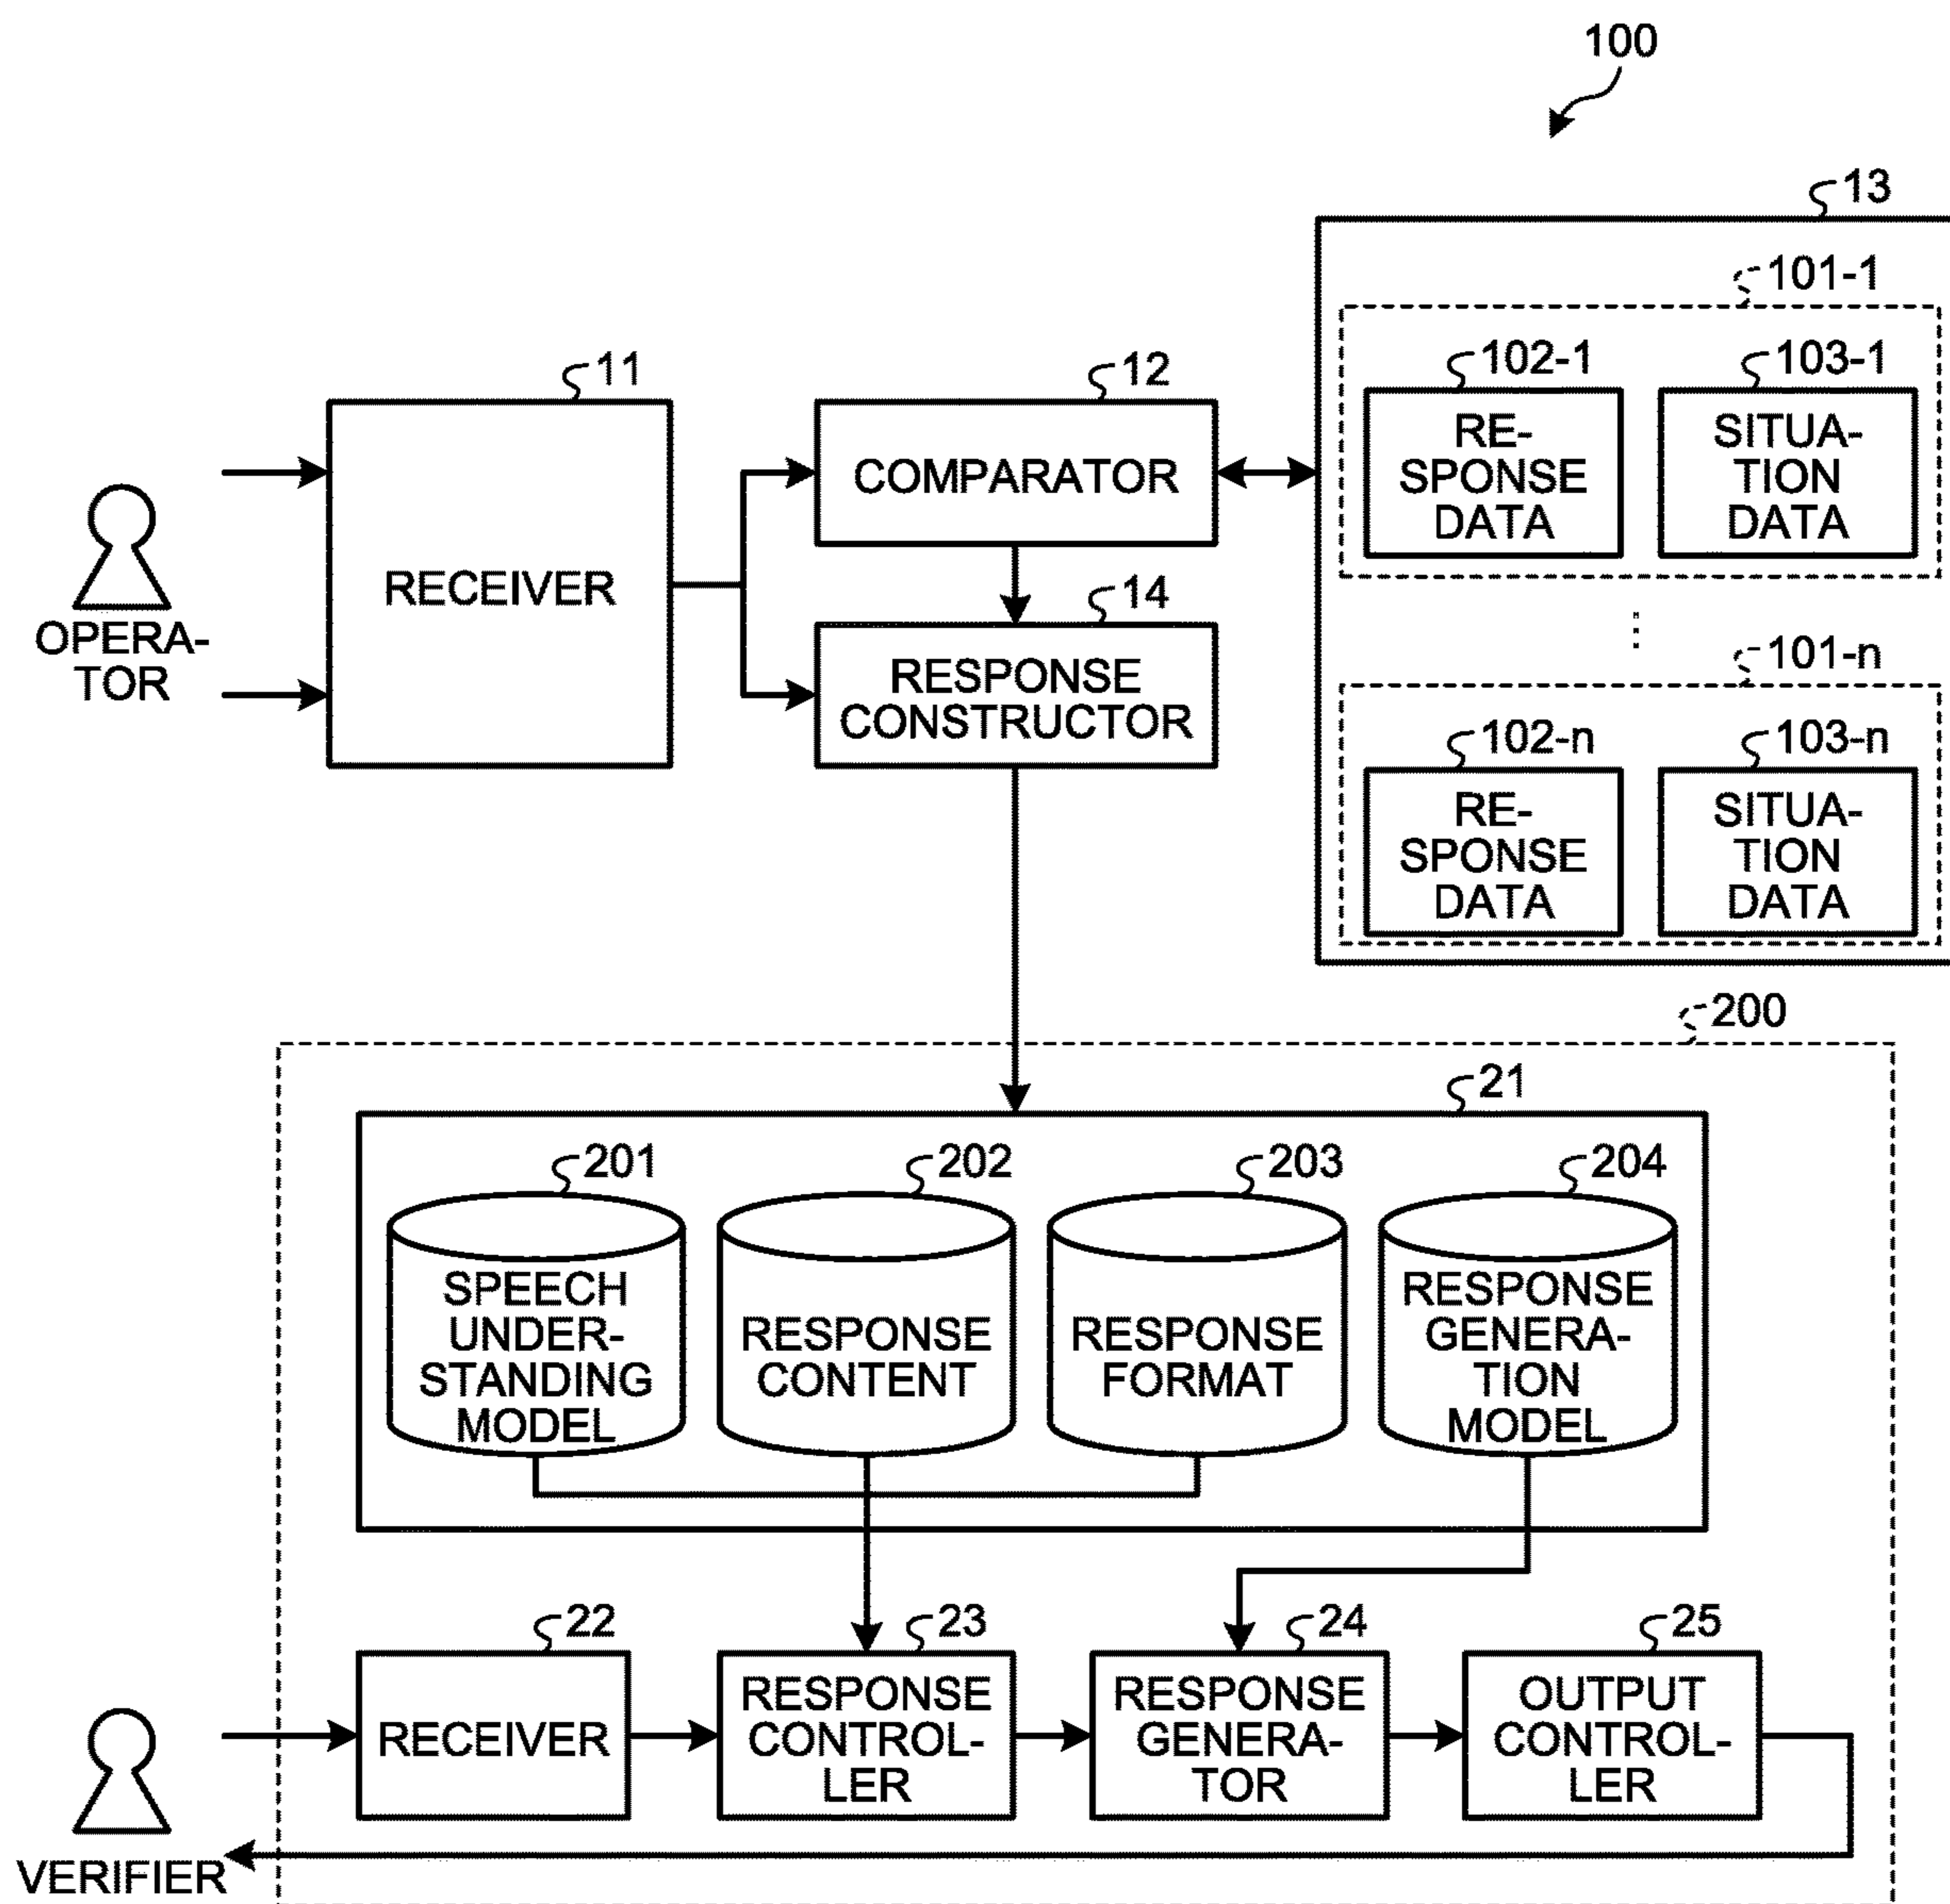 100
13
101-1
11
12
102-1
103-1
RE-
SPONSE
DATA
SITUA-
TION
DATA
COMPARATOR
RECEIVER
OPERA-
TOR
14
RESPONSE
CONSTRUCTOR
101-n
102-n
103-n
RE-
SPONSE
DATA
SITUA-
TION
DATA
200
21
201
202
203
204
SPEECH
UNDER-
STANDING
MODEL
RESPONSE
CONTENT
RESPONSE
FORMAT
RESPONSE
GENERA-
TION
MODEL
22
23
24
25
RECEIVER
RESPONSE
CONTROL-
LER
RESPONSE
GENERA-
TOR
OUTPUT
CONTROL-
LER
VERIFIER